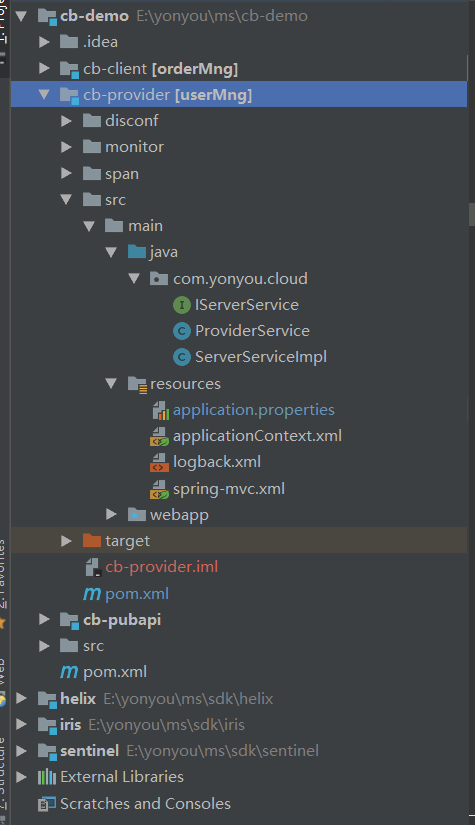 cb-demo E:\yonyou\ms\cb-demo
.idea
cb-client [orderMng]
cb-provider [userMng]
disconf
monitor
span
src
main
java
com.yonyou.cloud
I IServerService
C ProviderService
C ServerServiceImpl
resources
application.properties
applicationContext.xml
logback.xml
spring-mvc.xml
webapp
target
cb-provider.iml
m pom.xml
cb-pubapi
src
m pom.xml
helix E:\yonyou\ms\sdk\helix
iris E:\yonyou\ms\sdk\iris
sentinel E:\yonyou\ms\sdk\sentinel
External Libraries
Scratches and Consoles
2: Favorites
Web
7: Structure